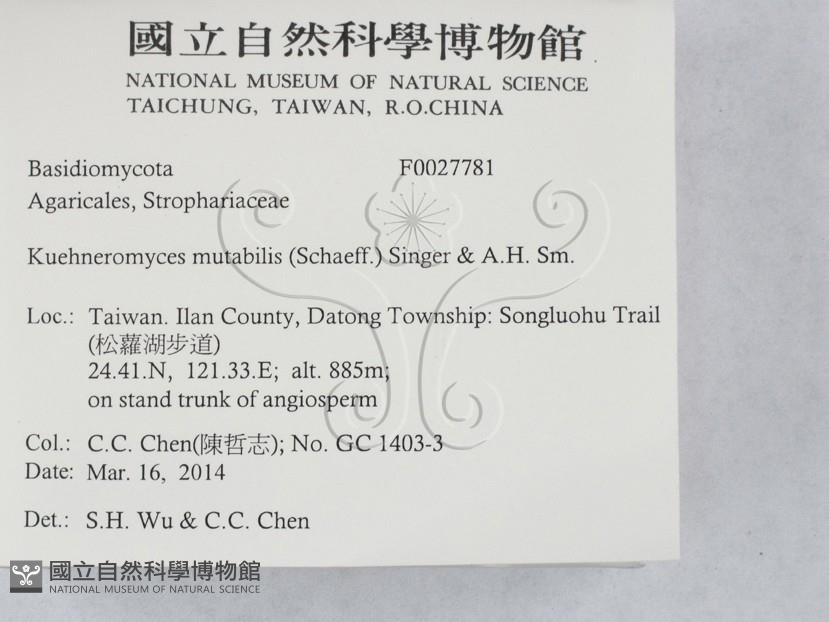 國立自然科學博物館
NATIONAL MUSEUM OF NATURAL SCIENCE
TAICHUNG, TAIWAN, R.O.CHINA
Basidiomycota F0027781
Agaricales, Strophariaceae
Kuehneromyces mutabilis (Schaeff.) Singer & A.H. Sm.
Loc.: Taiwan. Ilan County, Datong Township: Songluohu Trail
(松蘿湖步道)
24.41.N, 121.33.E; alt. 885m;
on stand trunk of angiosperm
Col.: C.C. Chen(陳哲志); No. GC 1403-3
Date: Mar. 16, 2014
Det.: S.H. Wu & C.C. Chen
國立自然科學博物館
NATIONAL MUSEUM OF NATURAL SCIENCE